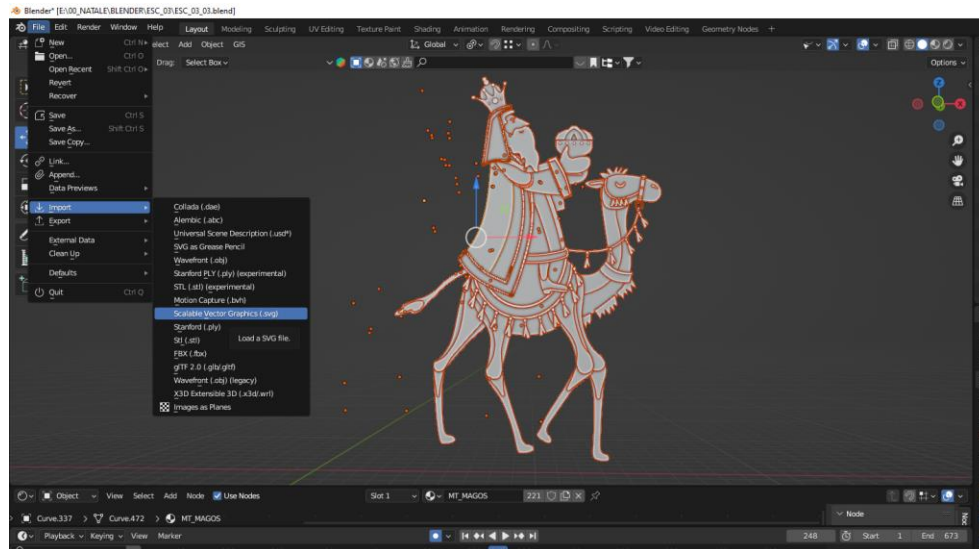 Blender* [E:\00_NATALE\BLENDER\ESC_03\ESC_03_03.blend]
File Edit Render Window Help Layout Modeling Sculpting UV Editing Texture Paint Shading Animation Rendering Compositing Scripting Video Editing Geometry Nodes +
elect Add Object GIS Global
Drag: Select Box Options
New Ctrl N
Open... Ctrl O
Open Recent Shift Ctrl O
Revert
Recover
Save Ctrl S
Save As... Shift Ctrl S
Save Copy...
Link...
Append...
Data Previews
Import
Export
External Data
Clean Up
Defaults
Quit Ctrl Q
Collada (.dae)
Alembic (.abc)
Universal Scene Description (.usd*)
SVG as Grease Pencil
Wavefront (.obj)
Stanford PLY (.ply) (experimental)
STL (.stl) (experimental)
Motion Capture (.bvh)
Scalable Vector Graphics (.svg)
Stanford (.ply)
Stl (.stl)
Load a SVG file.
FBX (.fbx)
glTF 2.0 (.glb/.gltf)
Wavefront (.obj) (legacy)
X3D Extensible 3D (.x3d/.wrl)
Images as Planes
Z
X
Object View Select Add Node Use Nodes Slot 1 MT_MAGOS 221
Curve.337 > Curve.472 > MT_MAGOS
Node
Playback Keying View Marker 248 Start 1 End 673